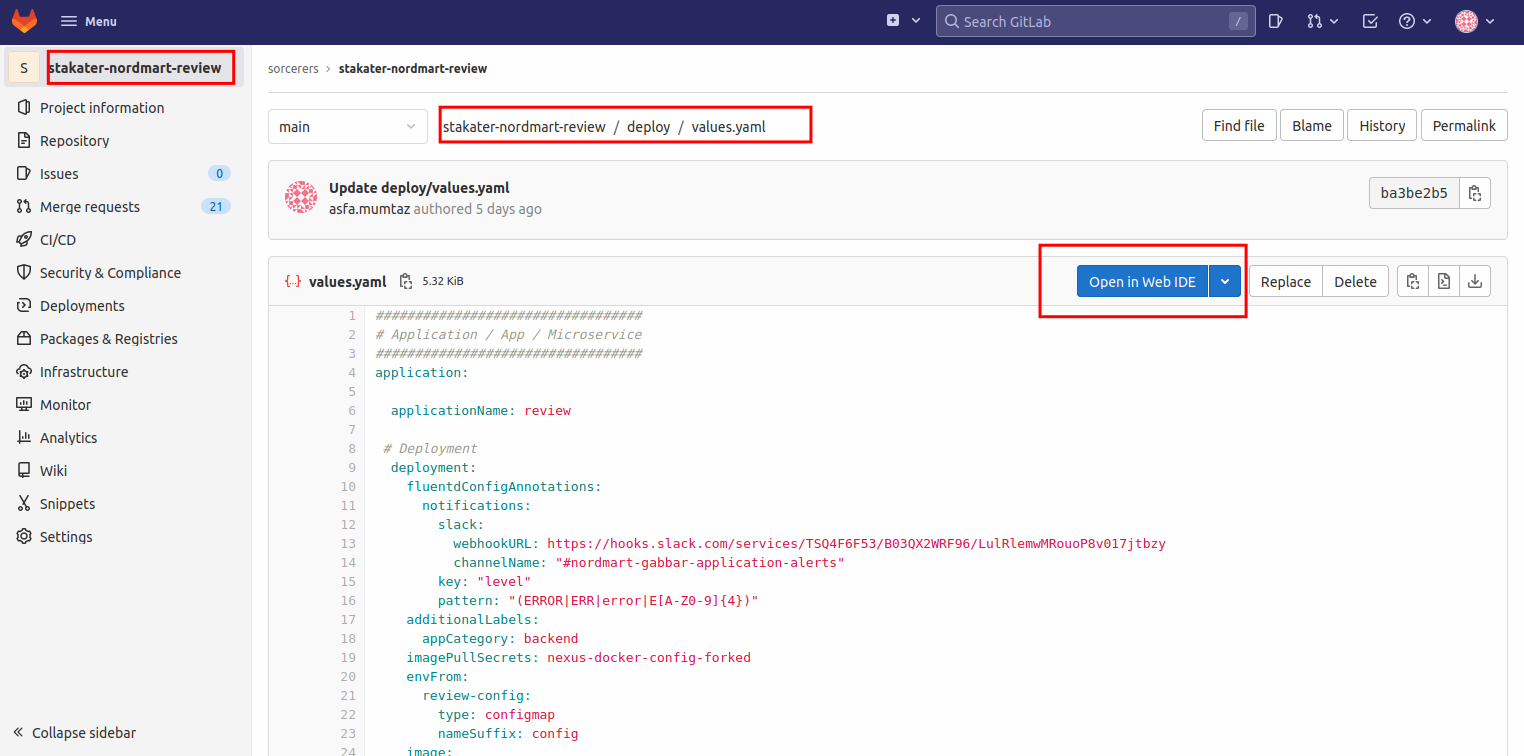 Menu
Search GitLab /
S stakater-nordmart-review
Project information
Repository
Issues 0
Merge requests 21
CI/CD
Security & Compliance
Deployments
Packages & Registries
Infrastructure
Monitor
Analytics
Wiki
Snippets
Settings
« Collapse sidebar
sorcerers › stakater-nordmart-review
main
stakater-nordmart-review / deploy / values.yaml
Find file Blame History Permalink
Update deploy/values.yaml
asfa.mumtaz authored 5 days ago
ba3be2b5
values.yaml 5.32 KiB
Open in Web IDE Replace Delete
1 ##################################
2 # Application / App / Microservice
3 ##################################
4 application:
5
6 applicationName: review
7
8 # Deployment
9 deployment:
10 fluentdConfigAnnotations:
11 notifications:
12 slack:
13 webhookURL: https://hooks.slack.com/services/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
14 channelName: "#nordmart-gabbar-application-alerts"
15 key: "level"
16 pattern: "(ERROR|ERR|error|E[A-Z0-9]{4})"
17 additionalLabels:
18 appCategory: backend
19 imagePullSecrets: nexus-docker-config-forked
20 envFrom:
21 review-config:
22 type: configmap
23 nameSuffix: config
24 image: